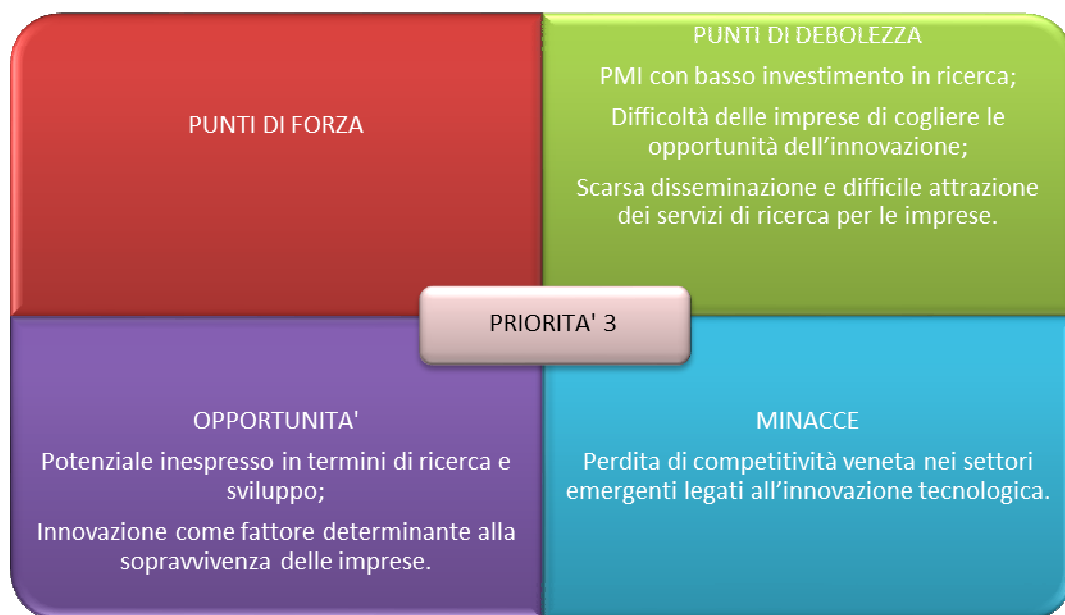 PUNTI DI FORZA
PUNTI DI DEBOLEZZA
PMI con basso investimento in ricerca;
Difficoltà delle imprese di cogliere le
opportunità dell’innovazione;
Scarsa disseminazione e difficile attrazione
dei servizi di ricerca per le imprese.
PRIORITA' 3
OPPORTUNITA'
Potenziale inespresso in termini di ricerca e
sviluppo;
Innovazione come fattore determinante alla
sopravvivenza delle imprese.
MINACCE
Perdita di competitività veneta nei settori
emergenti legati all’innovazione tecnologica.